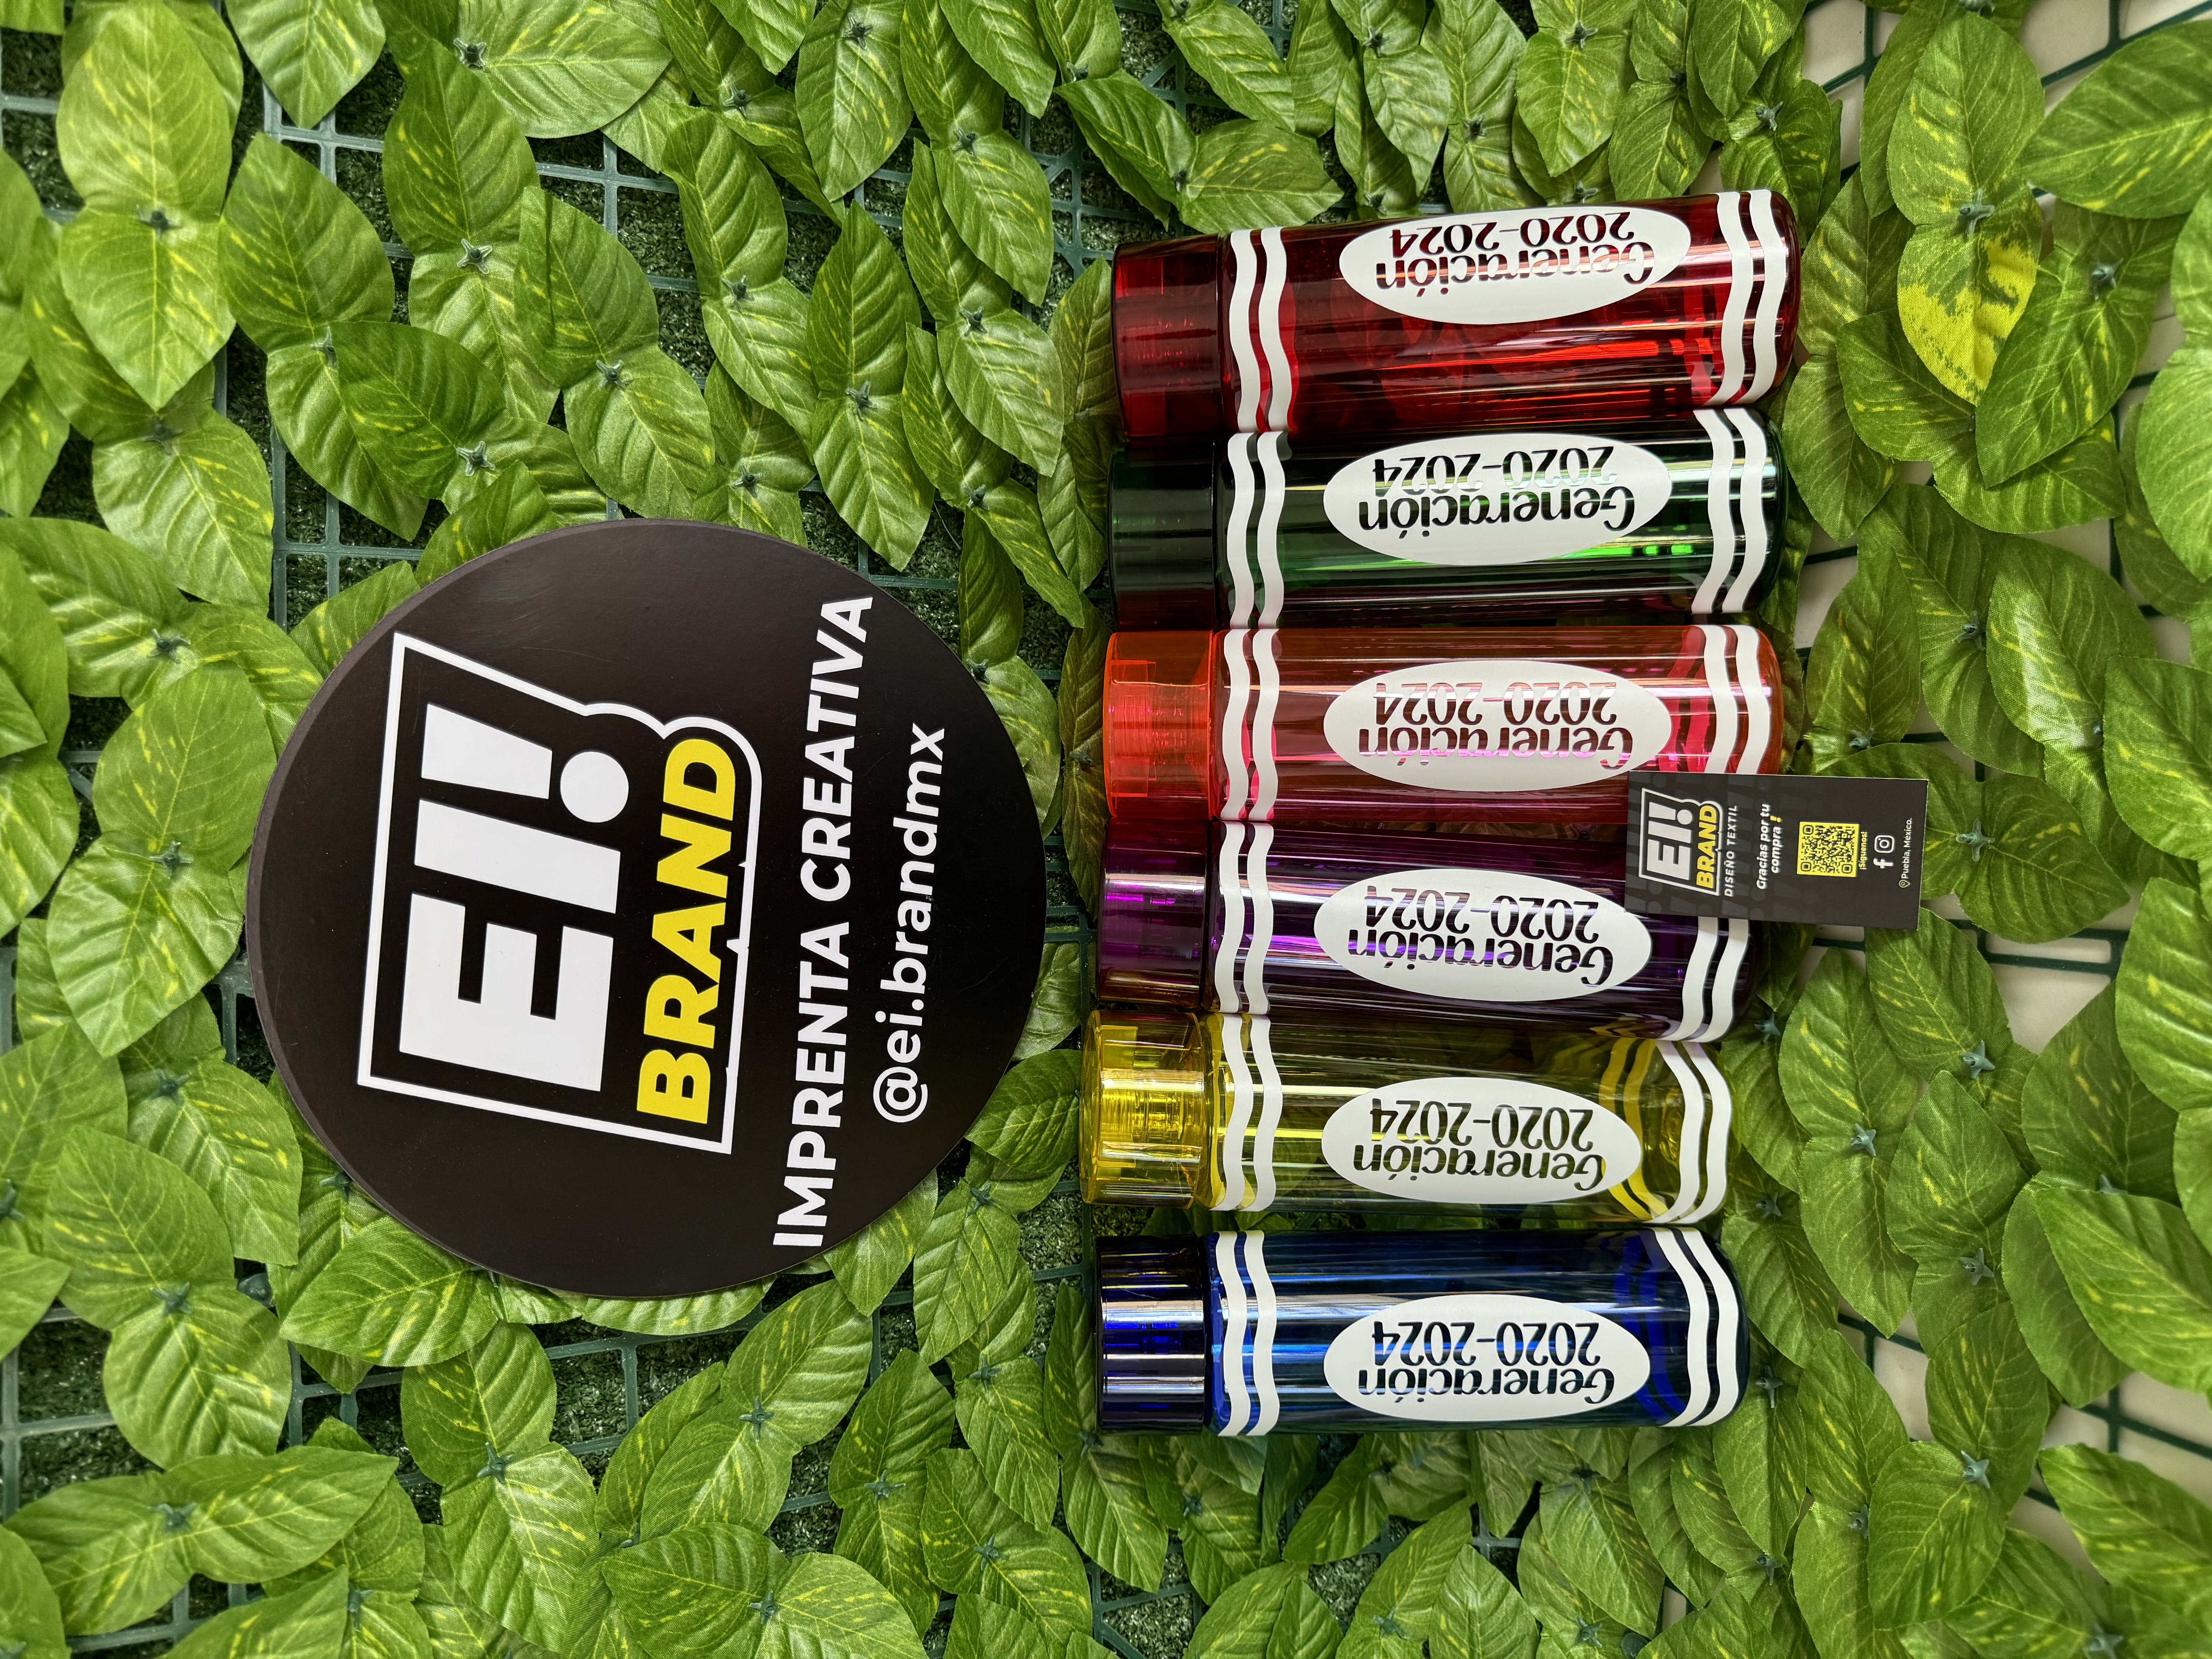 EI!
BRAND
IMPRENTA CREATIVA
@ei.brandmx
Generación
2020-2024
Generación
2020-2024
Generación
2020-2024
Generación
2020-2024
Generación
2020-2024
Generación
2020-2024
EI!
BRAND
DISEÑO TEXTIL
Gracias por tu
compra !
¡Síguenos!
Puebla, México.